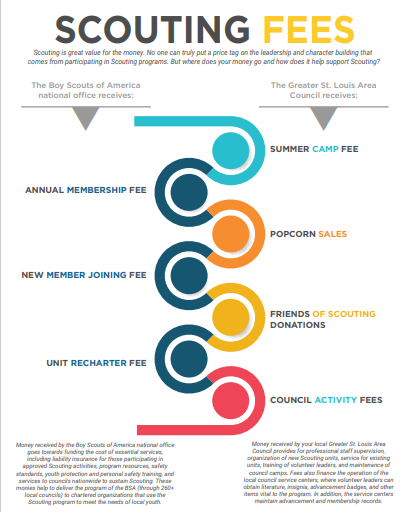 SCOUTING FEES
Scouting is great value for the money. No one can truly put a price tag on the leadership and character building that
comes from participating in Scouting programs. But where does your money go and how does it help support Scouting?
The Boy Scouts of America
national office receives:
The Greater St. Louis Area
Council receives:
SUMMER CAMP FEE
ANNUAL MEMBERSHIP FEE
POPCORN SALES
NEW MEMBER JOINING FEE
FRIENDS OF SCOUTING
DONATIONS
UNIT RECHARTER FEE
COUNCIL ACTIVITY FEES
Money received by the Boy Scouts of America national office
goes towards funding the cost of essential services,
including liability insurance for those participating in
approved Scouting activities, program resources, safety
standards, youth protection and personal safety training, and
services to councils nationwide to sustain Scouting. These
monies help to deliver the program of the BSA (through 260+
local councils) to chartered organizations that use the
Scouting program to meet the needs of local youth.
Money received by your local Greater St. Louis Area
Council provides for professional staff supervision,
organization of new Scouting units, service for existing
units, training of volunteer leaders, and maintenance of
council camps. Fees also finance the operation of the
local council service centers, where volunteer leaders can
obtain literature, insignia, advancement badges, and other
items vital to the program. In addition, the service centers
maintain advancement and membership records.